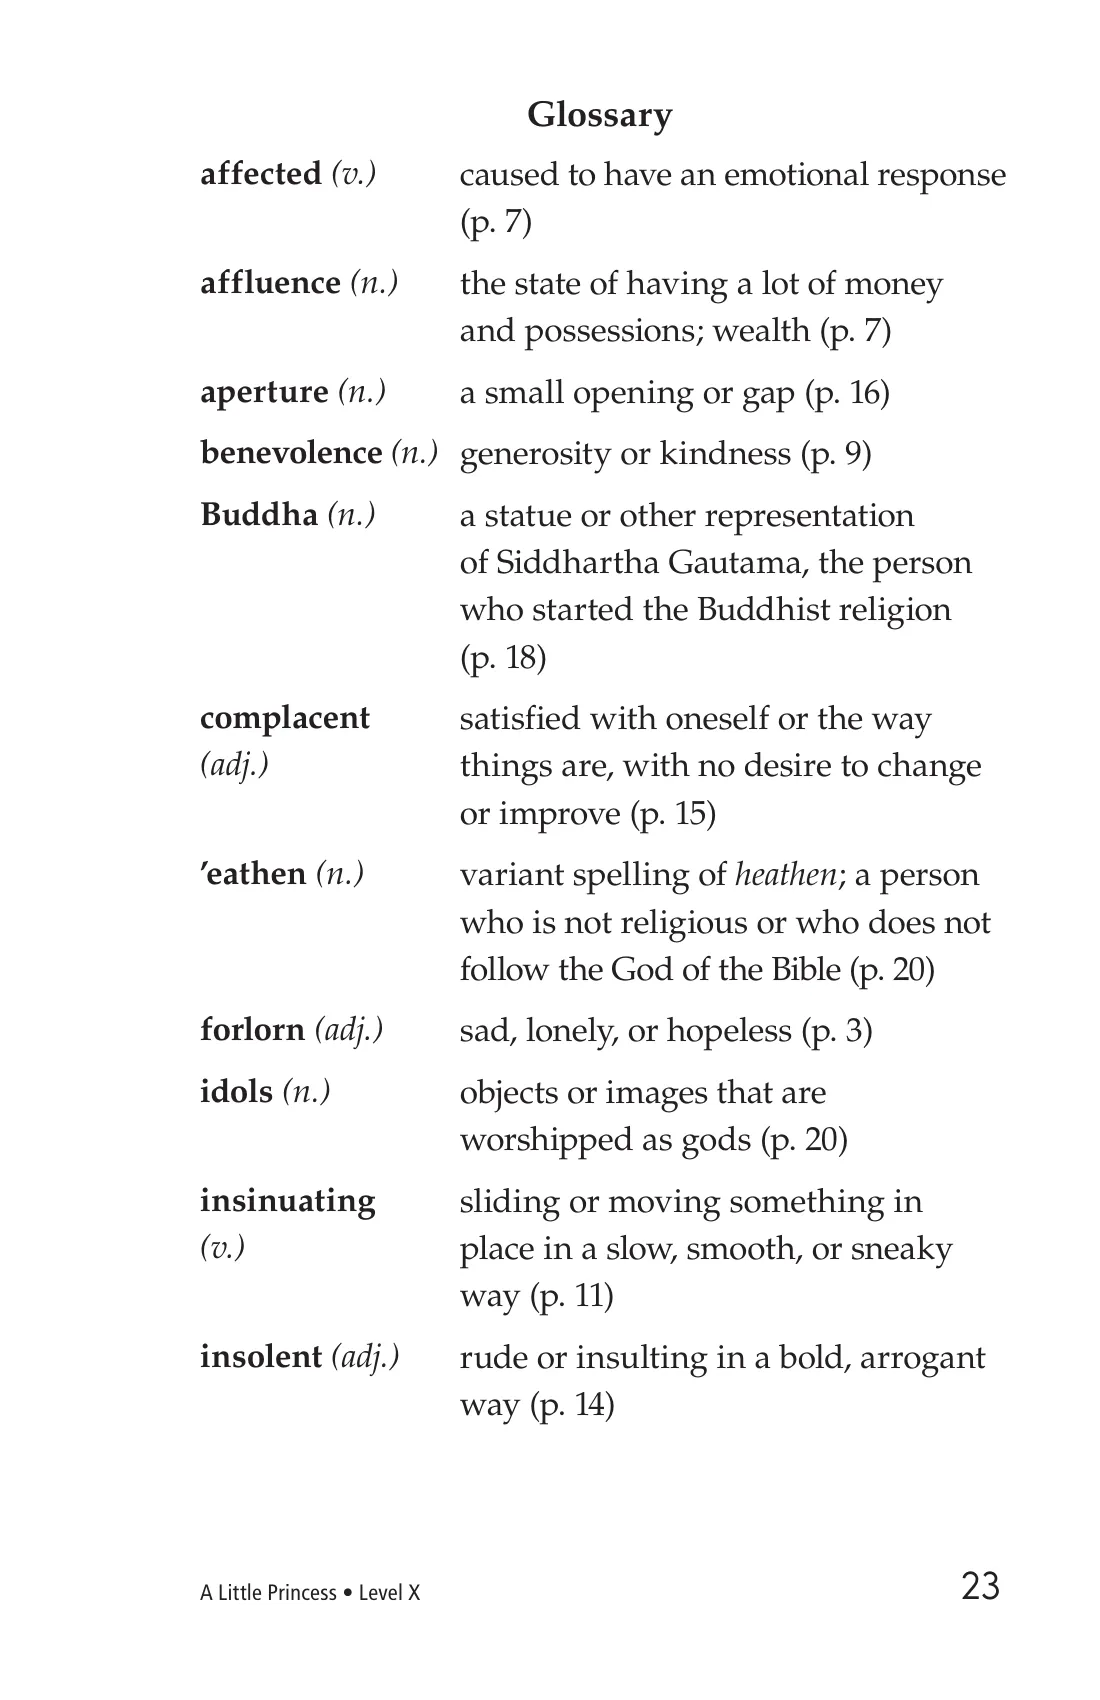 Glossary
affected (v.) caused to have an emotional response
(p. 7)
affluence (n.) the state of having a lot of money
and possessions; wealth (p. 7)
aperture (n.) a small opening or gap (p. 16)
benevolence (n.) generosity or kindness (p. 9)
Buddha (n.) a statue or other representation
of Siddhartha Gautama, the person
who started the Buddhist religion
(p. 18)
complacent satisfied with oneself or the way
(adj.) things are, with no desire to change
or improve (p. 15)
’eathen (n.) variant spelling of heathen; a person
who is not religious or who does not
follow the God of the Bible (p. 20)
forlorn (adj.) sad, lonely, or hopeless (p. 3)
idols (n.) objects or images that are
worshipped as gods (p. 20)
insinuating sliding or moving something in
(v.) place in a slow, smooth, or sneaky
way (p. 11)
insolent (adj.) rude or insulting in a bold, arrogant
way (p. 14)
A Little Princess • Level X 23